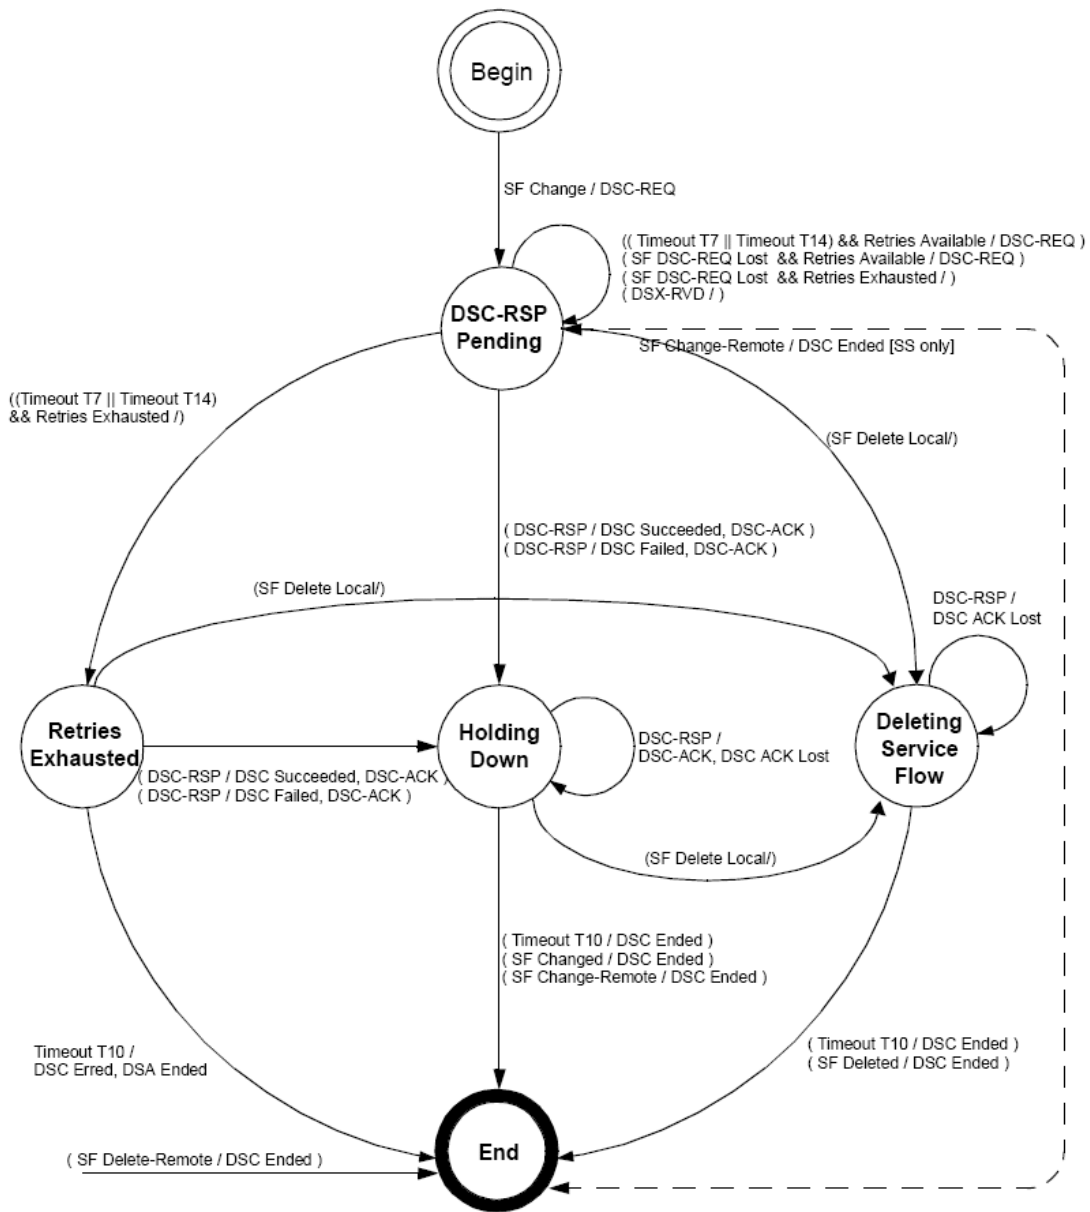 Begin
SF Change / DSC-REQ
(( Timeout T7 || Timeout T14) && Retries Available / DSC-REQ )
( SF DSC-REQ Lost && Retries Available / DSC-REQ )
( SF DSC-REQ Lost && Retries Exhausted / )
( DSX-RVD / )
DSC-RSP
Pending
SF Change-Remote / DSC Ended [SS only]
((Timeout T7 || Timeout T14)
&& Retries Exhausted /)
(SF Delete Local/)
( DSC-RSP / DSC Succeeded, DSC-ACK )
( DSC-RSP / DSC Failed, DSC-ACK )
(SF Delete Local/)
DSC-RSP /
DSC ACK Lost
Retries
Exhausted
Holding
Down
DSC-RSP /
DSC-ACK, DSC ACK Lost
Deleting
Service
Flow
( DSC-RSP / DSC Succeeded, DSC-ACK )
( DSC-RSP / DSC Failed, DSC-ACK )
(SF Delete Local/)
( Timeout T10 / DSC Ended )
( SF Changed / DSC Ended )
( SF Change-Remote / DSC Ended )
Timeout T10 /
DSC Erred, DSA Ended
( Timeout T10 / DSC Ended )
( SF Deleted / DSC Ended )
End
( SF Delete-Remote / DSC Ended )